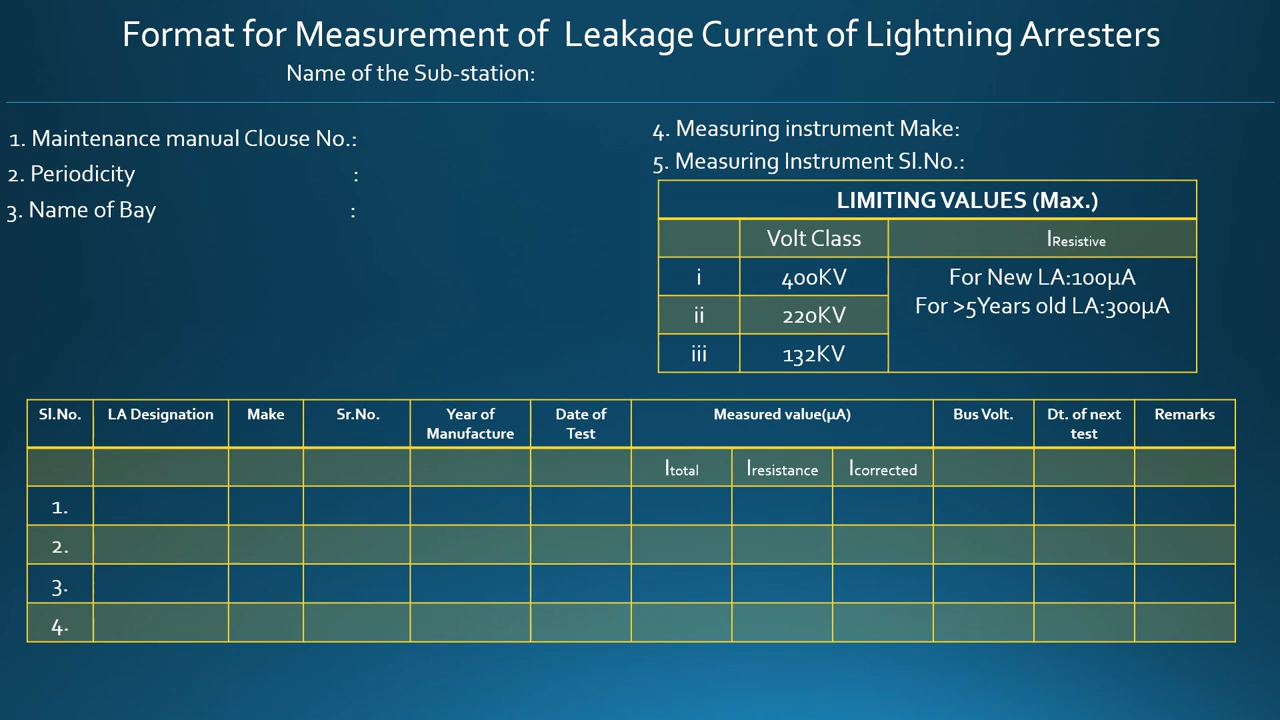 Format for Measurement of Leakage Current of Lightning Arresters
Name of the Sub-station:
1. Maintenance manual Clouse No.:
2. Periodicity :
3. Name of Bay :
4. Measuring instrument Make:
5. Measuring Instrument Sl.No.:
LIMITING VALUES (Max.)
Volt Class IResistive
i 400KV For New LA:100µA
For >5Years old LA:300µA
ii 220KV
iii 132KV
Sl.No. LA Designation Make Sr.No. Year of Manufacture Date of Test Measured value(µA) Bus Volt. Dt. of next test Remarks
Itotal Iresistance Icorrected
1.
2.
3.
4.